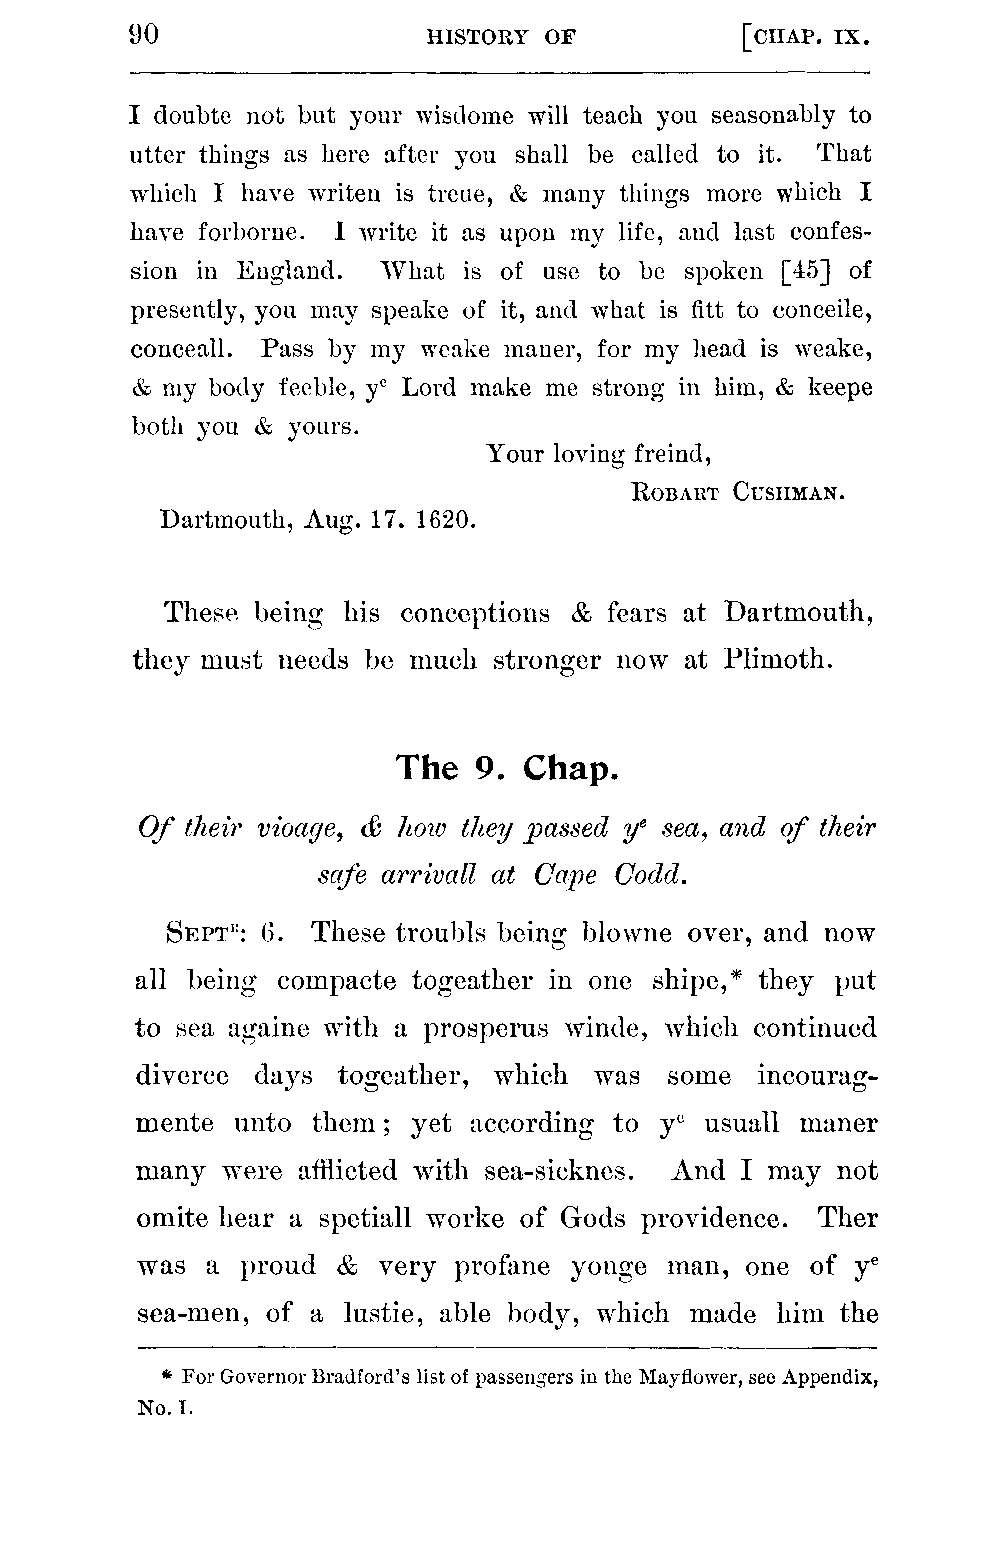 90 HISTORY OF [CHAP. IX.
I doubte not but your wisdome will teach you seasonably to
utter things as here after you shall be called to it. That
which I have writen is treue, & many things more which I
have forborne. I write it as upon my life, and last confes-
sion in England. What is of use to be spoken [45] of
presently, you may speake of it, and what is fitt to conceile,
conceall. Pass by my weake maner, for my head is weake,
& my body feeble, yᵉ Lord make me strong in him, & keepe
both you & yours.
Your loving freind,
ROBART CUSHMAN.
Dartmouth, Aug. 17. 1620.
These being his conceptions & fears at Dartmouth,
they must needs be much stronger now at Plimoth.
The 9. Chap.
Of their vioage, & how they passed yᵉ sea, and of their
safe arrivall at Cape Codd.
SEPTᴿ: 6. These troubls being blowne over, and now
all being compacte togeather in one shipe,* they put
to sea againe with a prosperus winde, which continued
diverce days togeather, which was some incourag-
mente unto them; yet according to yᵉ usuall maner
many were afflicted with sea-sicknes. And I may not
omite hear a spetiall worke of Gods providence. Ther
was a proud & very profane yonge man, one of yᵉ
sea-men, of a lustie, able body, which made him the
* For Governor Bradford's list of passengers in the Mayflower, see Appendix,
No. I.